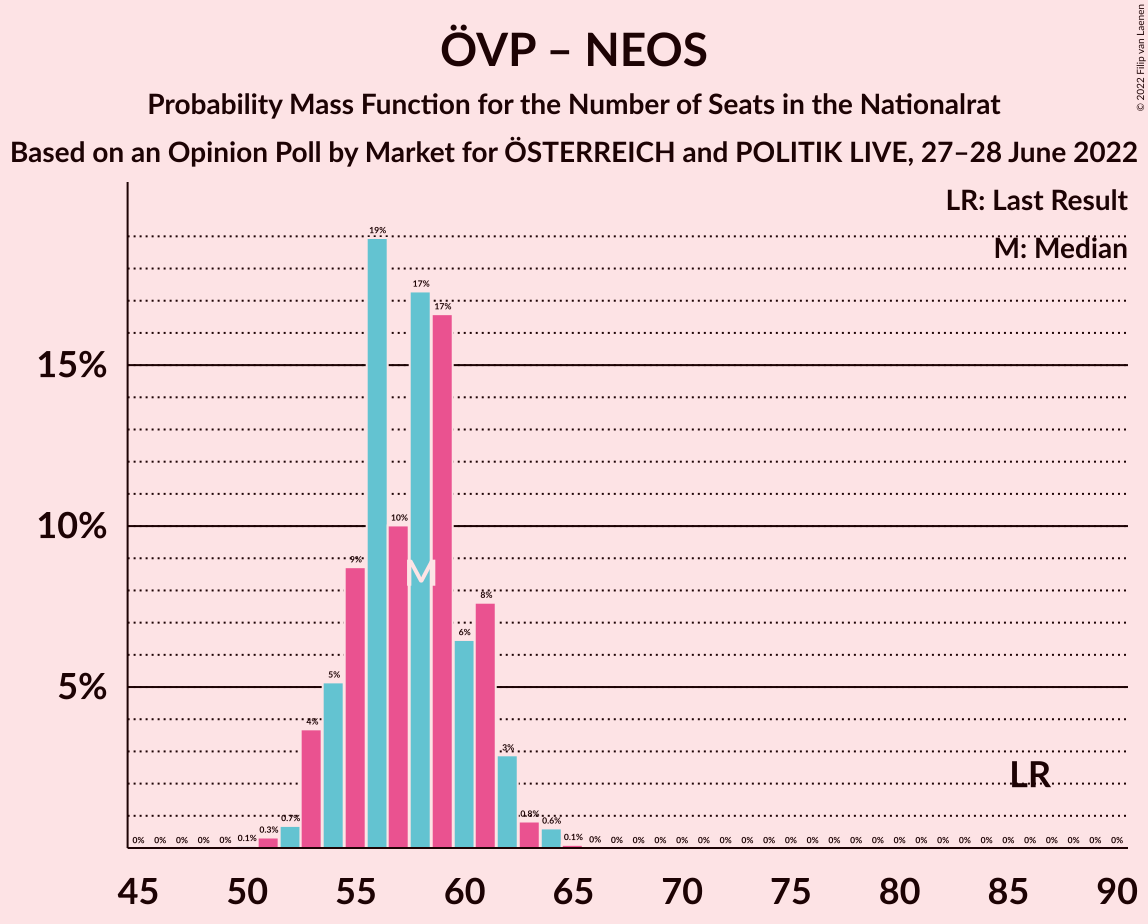 ÖVP – NEOS
Probability Mass Function for the Number of Seats in the Nationalrat
Based on an Opinion Poll by Market for ÖSTERREICH and POLITIK LIVE, 27–28 June 2022
© 2022 Filip van Laenen
LR: Last Result
M: Median
15%
10%
5%
0% 0% 0% 0% 0% 0.1% 0.3% 0.7% 4% 5% 9% 19% 10% 17% 17% 6% 8% 3% 0.8% 0.6% 0.1% 0% 0% 0% 0% 0% 0% 0% 0% 0% 0% 0% 0% 0% 0% 0% 0% 0% 0% 0% 0% 0% 0% 0% 0% 0%
M
LR
45 50 55 60 65 70 75 80 85 90